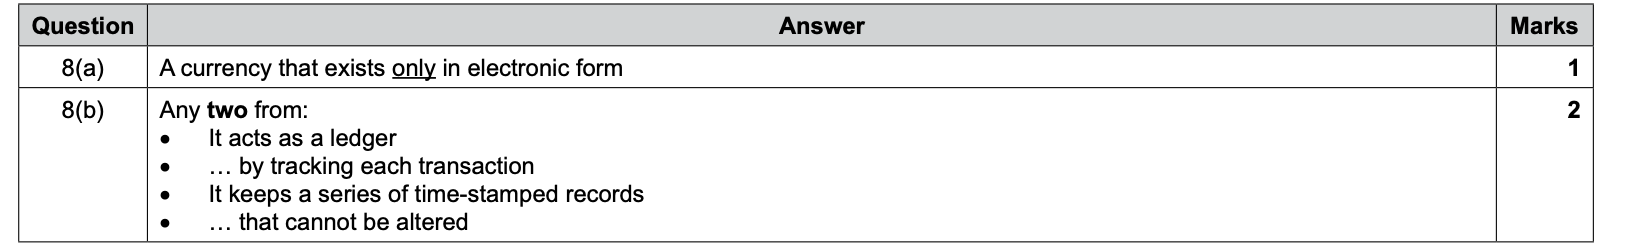 Question Answer Marks
8(a) A currency that exists only in electronic form 1
8(b) Any two from: 2
• It acts as a ledger
• … by tracking each transaction
• It keeps a series of time-stamped records
• … that cannot be altered